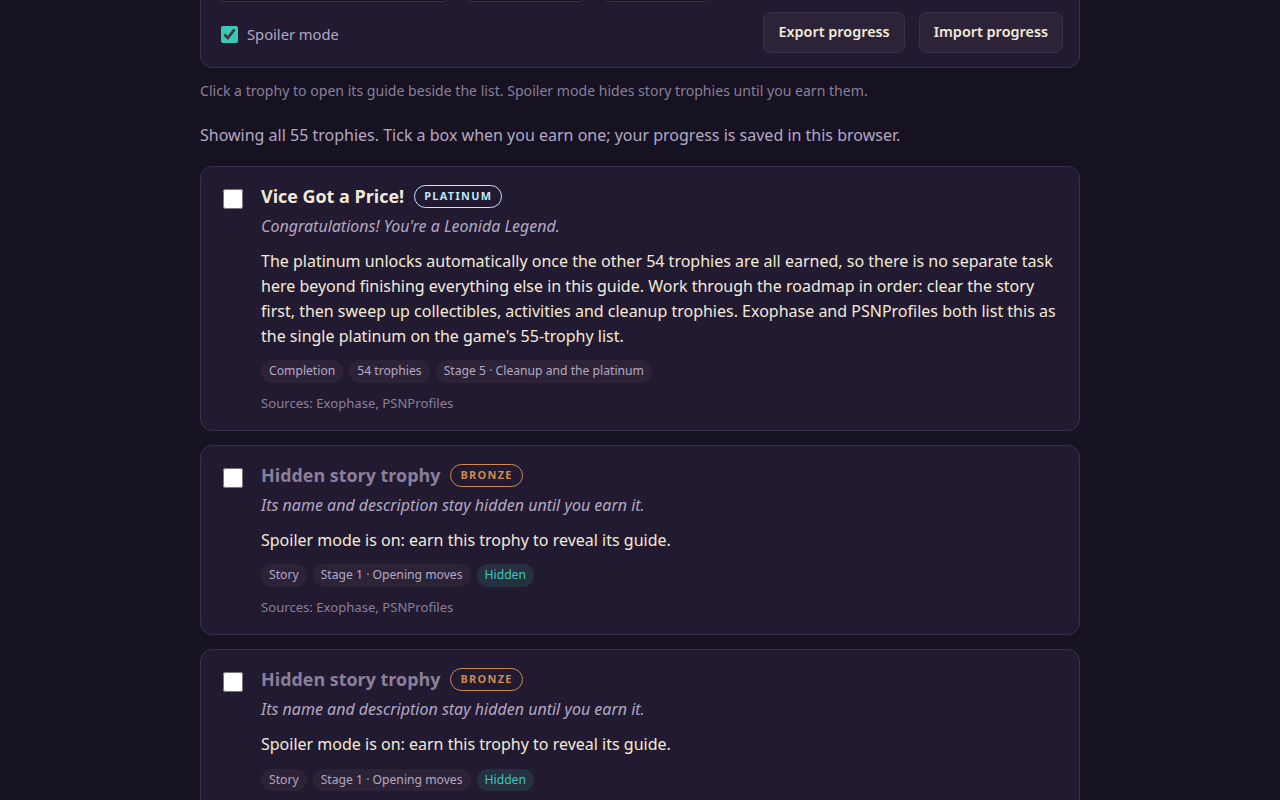 Spoiler mode
Export progress
Import progress
Click a trophy to open its guide beside the list. Spoiler mode hides story trophies until you earn them.
Showing all 55 trophies. Tick a box when you earn one; your progress is saved in this browser.
Vice Got a Price!
PLATINUM
Congratulations! You're a Leonida Legend.
The platinum unlocks automatically once the other 54 trophies are all earned, so there is no separate task
here beyond finishing everything else in this guide. Work through the roadmap in order: clear the story
first, then sweep up collectibles, activities and cleanup trophies. Exophase and PSNProfiles both list this as
the single platinum on the game's 55-trophy list.
Completion
54 trophies
Stage 5 · Cleanup and the platinum
Sources: Exophase, PSNProfiles
Hidden story trophy
BRONZE
Its name and description stay hidden until you earn it.
Spoiler mode is on: earn this trophy to reveal its guide.
Story
Stage 1 · Opening moves
Hidden
Sources: Exophase, PSNProfiles
Hidden story trophy
BRONZE
Its name and description stay hidden until you earn it.
Spoiler mode is on: earn this trophy to reveal its guide.
Story
Stage 1 · Opening moves
Hidden